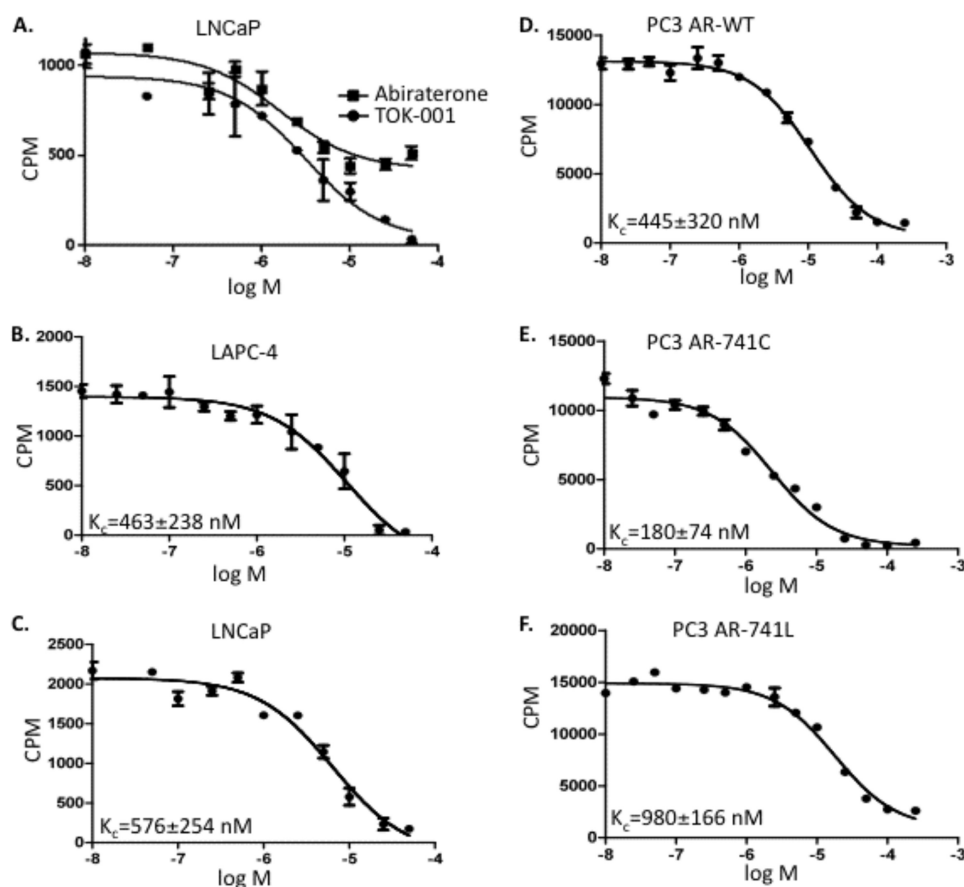 A.
LNCaP
1000
500
0
CPM
Abiraterone
TOK-001
-8 -7 -6 -5 -4
log M
B.
LAPC-4
2000
1500
1000
500
0
CPM
Kc=463±238 nM
-8 -7 -6 -5 -4
log M
C.
LNCaP
2500
2000
1500
1000
500
0
CPM
Kc=576±254 nM
-8 -7 -6 -5 -4
log M
D.
PC3 AR-WT
15000
10000
5000
0
CPM
Kc=445±320 nM
-8 -7 -6 -5 -4 -3
log M
E.
PC3 AR-741C
15000
10000
5000
0
CPM
Kc=180±74 nM
-8 -7 -6 -5 -4 -3
log M
F.
PC3 AR-741L
20000
15000
10000
5000
0
CPM
Kc=980±166 nM
-8 -7 -6 -5 -4 -3
log M